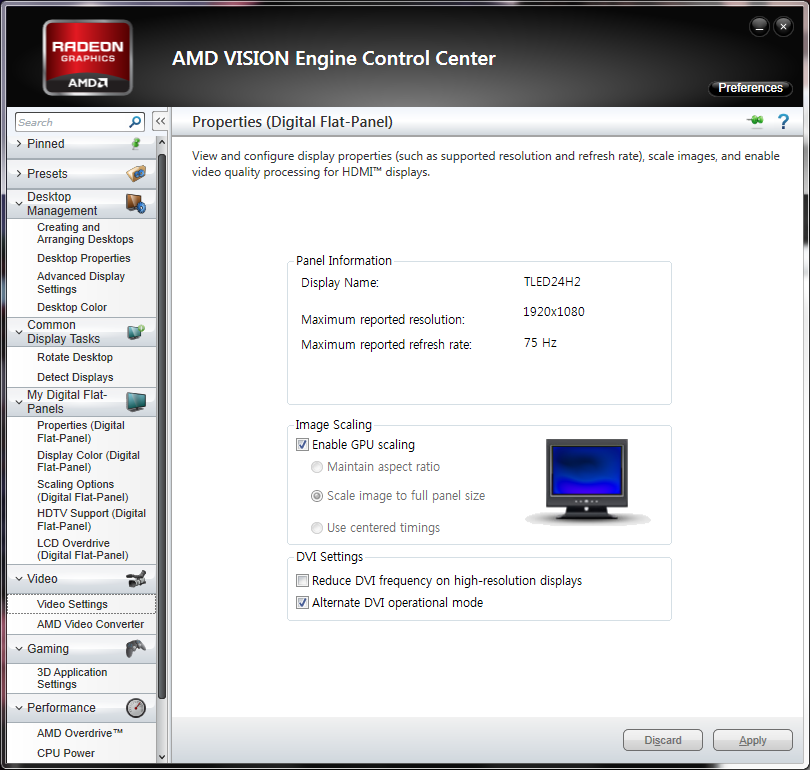 RADEON
GRAPHICS
AMD
AMD VISION Engine Control Center
Preferences
Search
Pinned
Presets
Desktop
Management
Creating and
Arranging Desktops
Desktop Properties
Advanced Display
Settings
Desktop Color
Common
Display Tasks
Rotate Desktop
Detect Displays
My Digital Flat-
Panels
Properties (Digital
Flat-Panel)
Display Color (Digital
Flat-Panel)
Scaling Options
(Digital Flat-Panel)
HDTV Support (Digital
Flat-Panel)
LCD Overdrive
(Digital Flat-Panel)
Video
Video Settings
AMD Video Converter
Gaming
3D Application
Settings
Performance
AMD Overdrive™
CPU Power
Properties (Digital Flat-Panel)
?
View and configure display properties (such as supported resolution and refresh rate), scale images, and enable
video quality processing for HDMI™ displays.
Panel Information
Display Name: TLED24H2
Maximum reported resolution: 1920x1080
Maximum reported refresh rate: 75 Hz
Image Scaling
Enable GPU scaling
Maintain aspect ratio
Scale image to full panel size
Use centered timings
DVI Settings
Reduce DVI frequency on high-resolution displays
Alternate DVI operational mode
Discard Apply